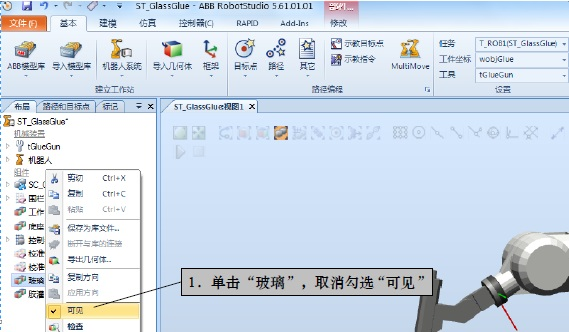 ST_GlassGlue - ABB RobotStudio 5.61.01.01
文件(F) 基本 建模 仿真 控制器(C) RAPID Add-Ins 修改
ABB模型库 导入模型库 机器人系统 导入几何体 框架 目标点 路径 其它
示教目标点
示教指令
MultiMove
任务 T_ROB1(ST_GlassGlue)
工件坐标 wobjGlue
工具 tGlueGun
建立工作站 路径编程 设置
布局 路径和目标点 标记
ST_GlassGlue视图1
ST_GlassGlue*
机械装置
tGlueGun
机器人
组件
围栏
工作
底座
控制
校准
校准
玻璃
胶灌
剪切 Ctrl+X
复制 Ctrl+C
粘贴 Ctrl+V
保存为库文件...
断开与库的连接
导出几何体...
复制方向
应用方向
可见
检查
1. 单击“玻璃”，取消勾选“可见”